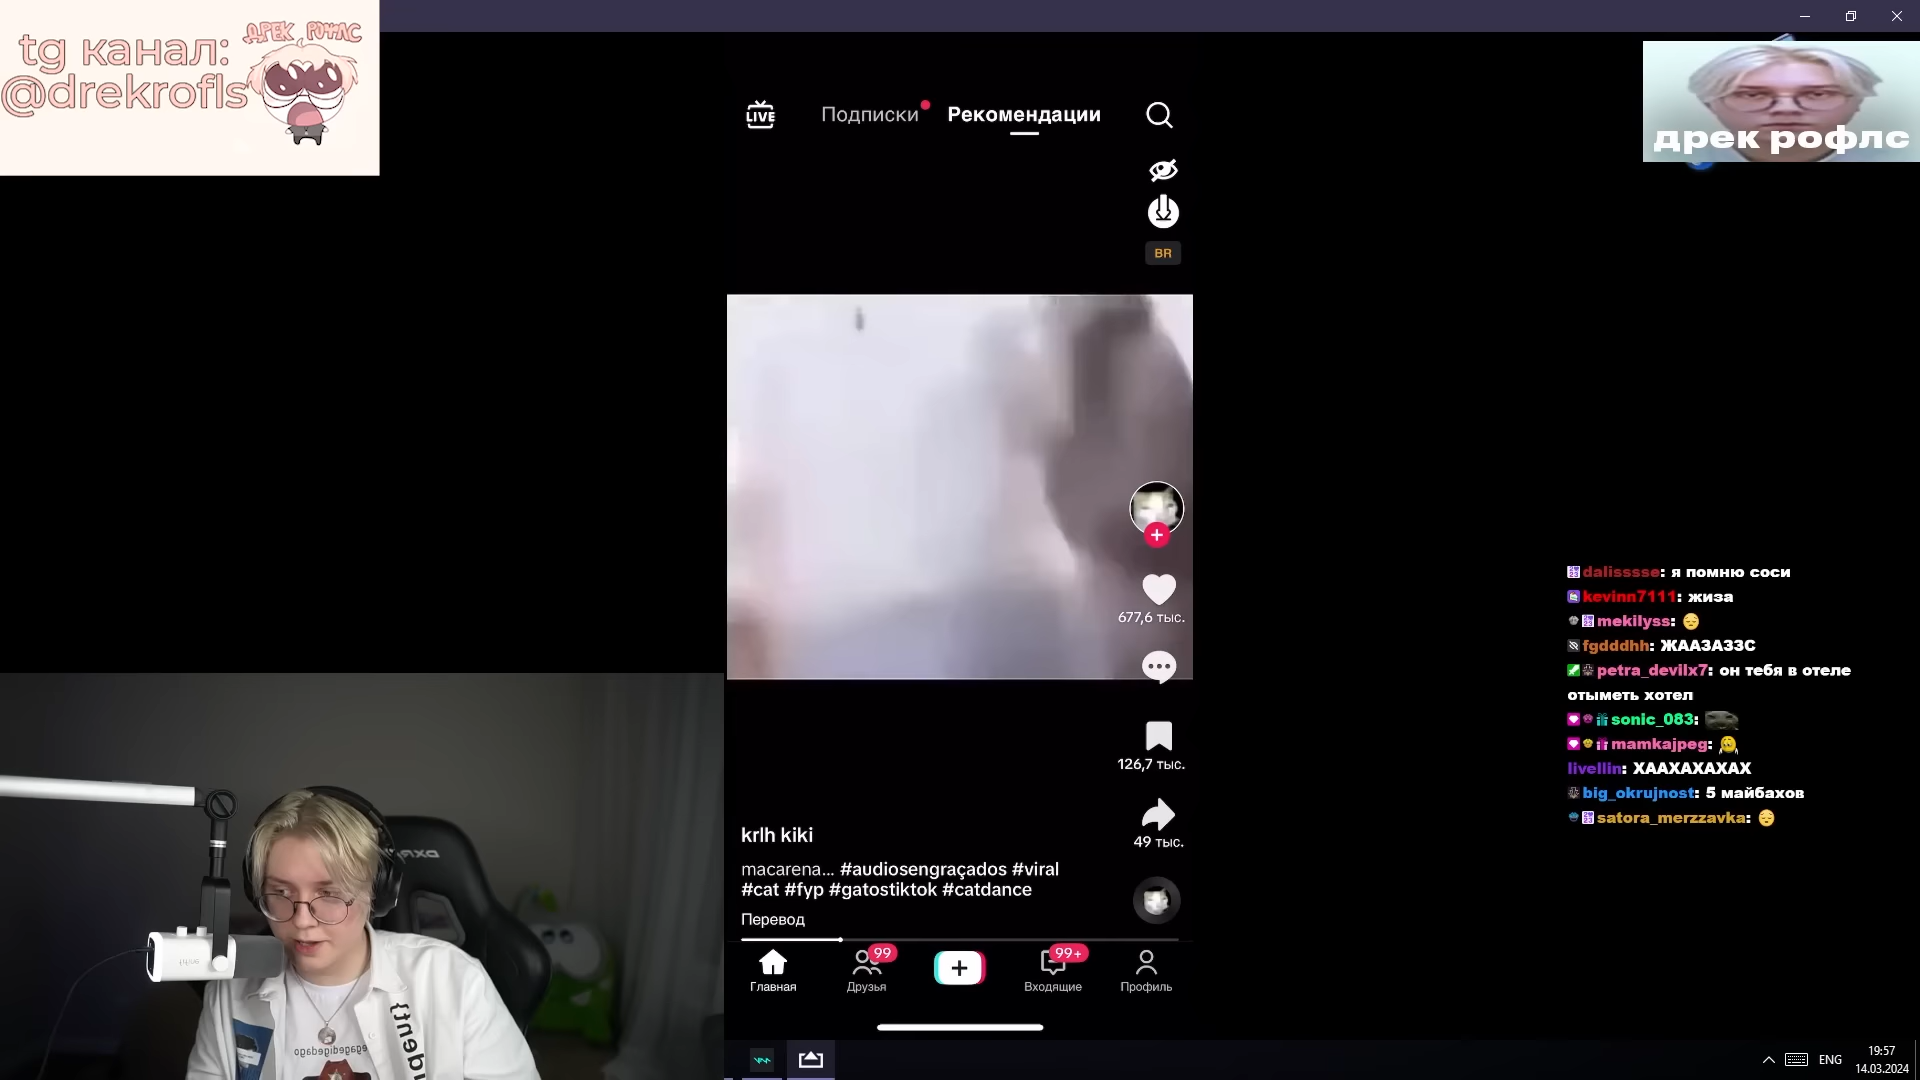 tg канал:
@drekrofls
ДРЕК РОФЛС
дрек рофлс
LIVE
Подписки
Рекомендации
BR
677,6 тыс.
126,7 тыс.
49 тыс.
krlh kiki
macarena... #audiosengraçados #viral
#cat #fyp #gatostiktok #catdance
Перевод
99
99+
Главная
Друзья
Входящие
Профиль
dalisssse: я помню соси
kevinn7111: жиза
mekilyss:
fgdddhh: ЖААЗАЗЗС
petra_devilx7: он тебя в отеле
отыметь хотел
sonic_083:
mamkajpeg:
livellin: ХААХАХАХАХ
big_okrujnost: 5 майбахов
satora_merzzavka:
ENG
19:57
14.03.2024